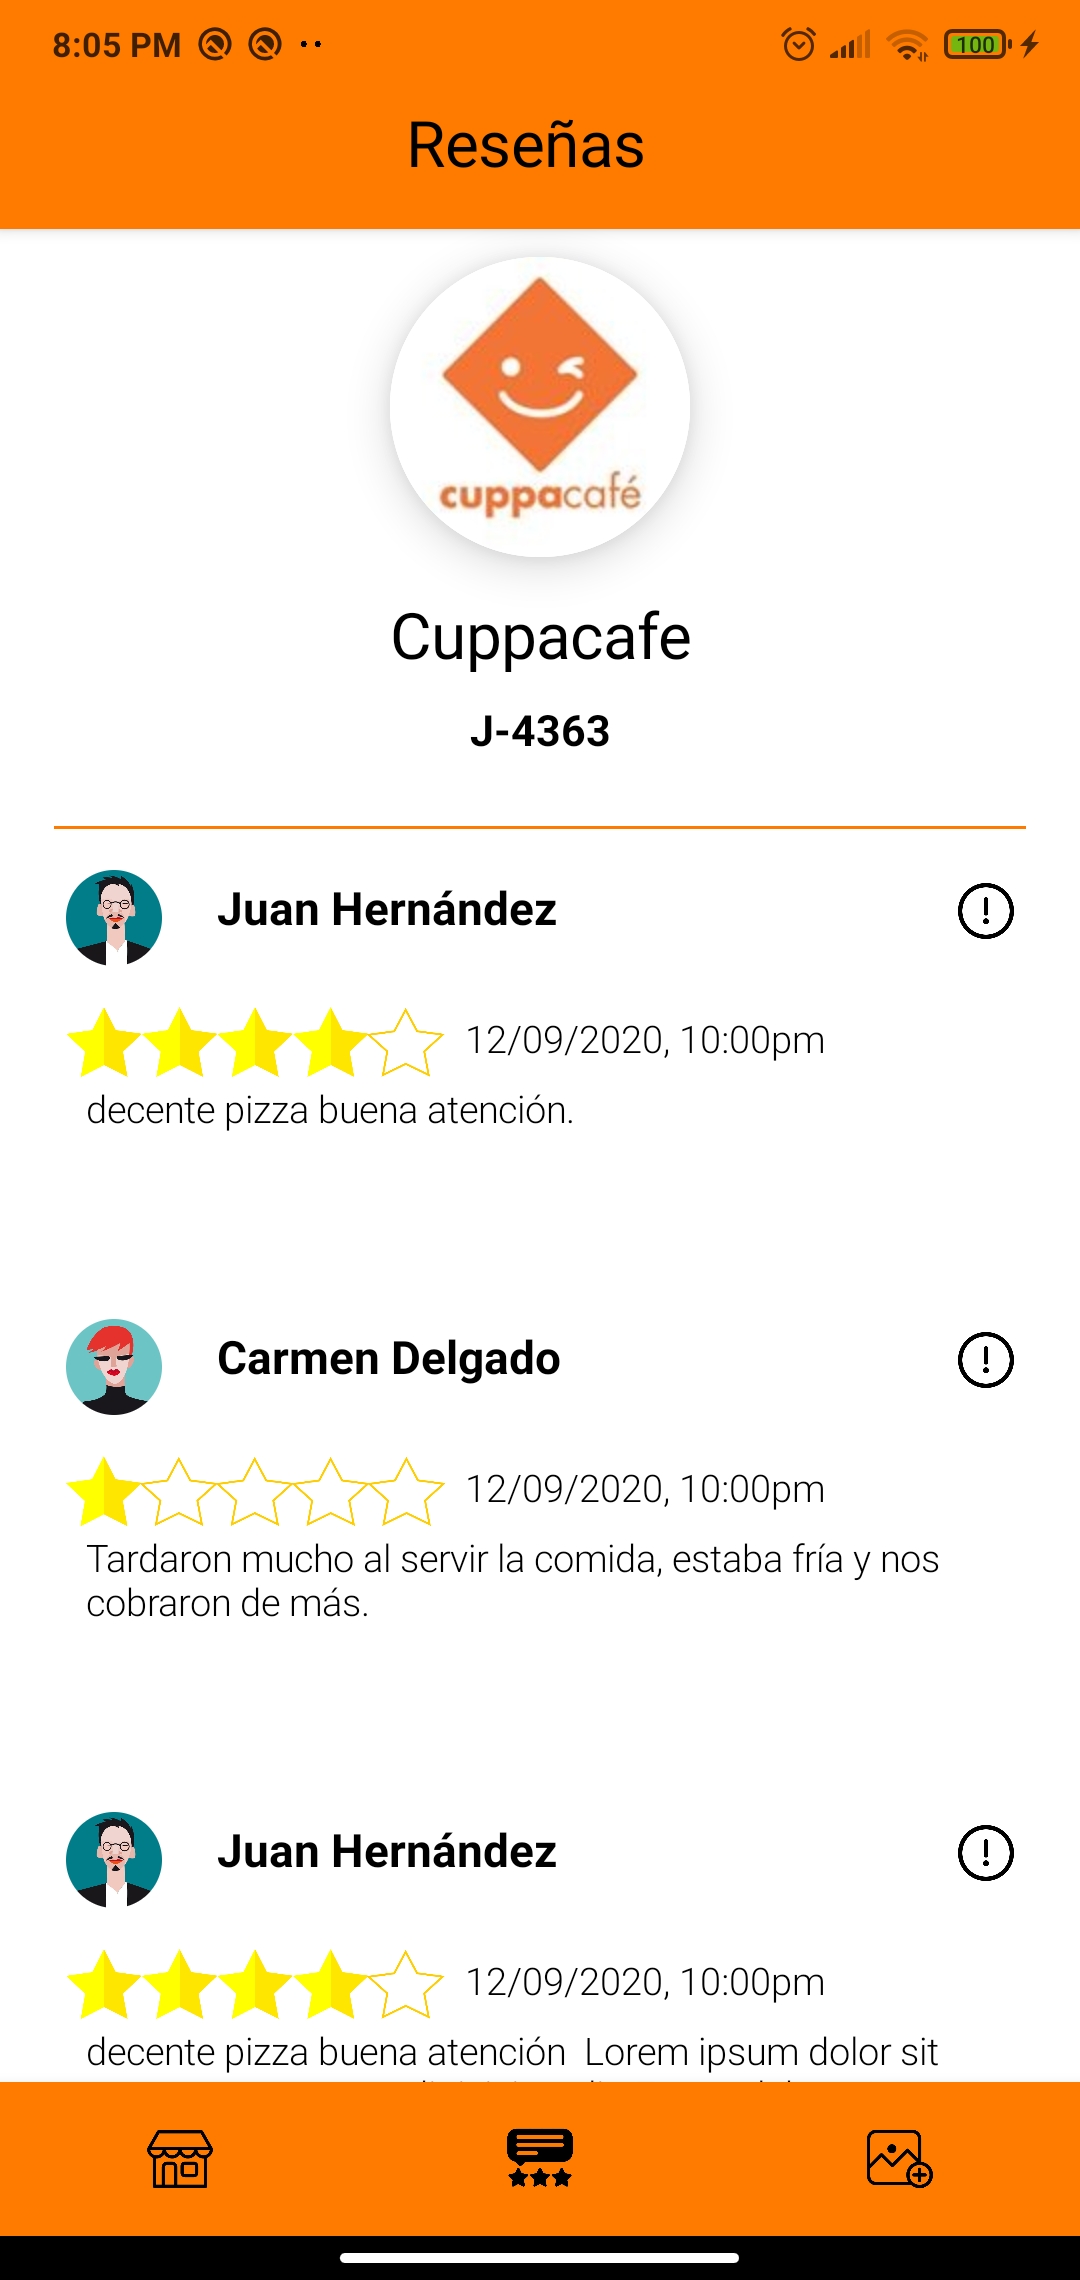 8:05 PM
100
Reseñas
cuppacafé
Cuppacafe
J-4363
Juan Hernández
12/09/2020, 10:00pm
decente pizza buena atención.
Carmen Delgado
12/09/2020, 10:00pm
Tardaron mucho al servir la comida, estaba fría y nos
cobraron de más.
Juan Hernández
12/09/2020, 10:00pm
decente pizza buena atención  Lorem ipsum dolor sit